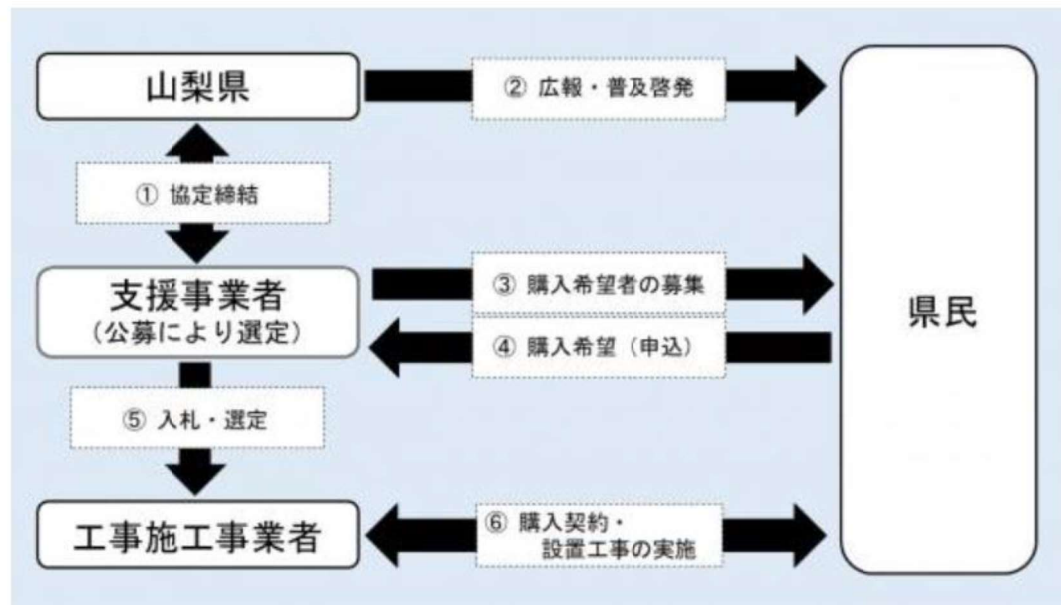 山梨県
② 広報・普及啓発
① 協定締結
支援事業者
(公募により選定)
③ 購入希望者の募集
④ 購入希望(申込)
県民
⑤ 入札・選定
工事施工事業者
⑥ 購入契約・
設置工事の実施